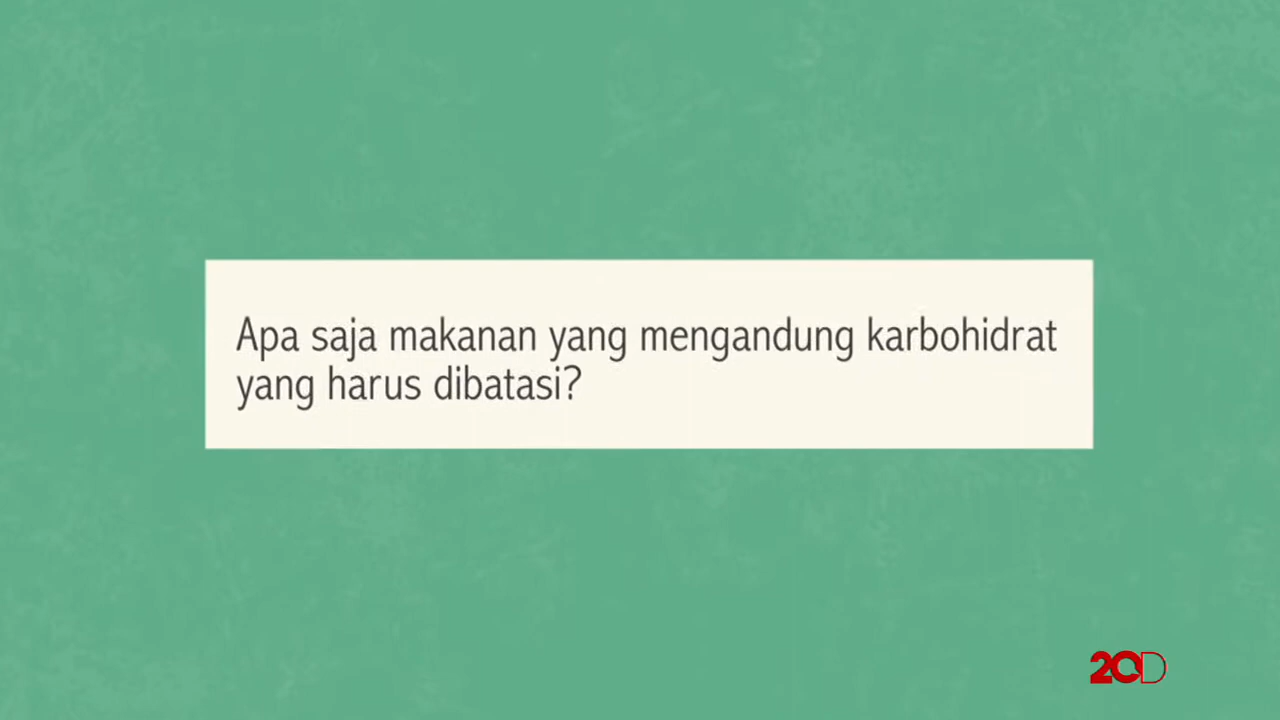 Apa saja makanan yang mengandung karbohidrat
yang harus dibatasi?
20D